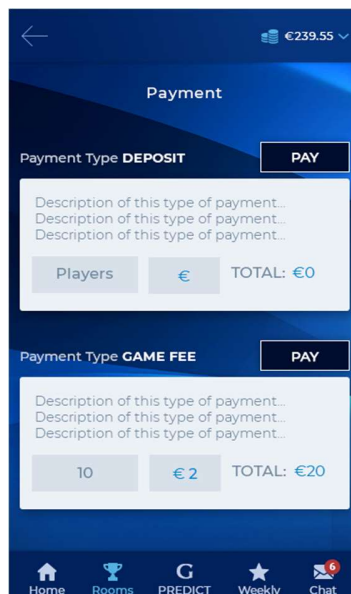 €239.55
Payment
Payment Type DEPOSIT
PAY
Description of this type of payment...
Description of this type of payment...
Description of this type of payment...
Players
€
TOTAL: €0
Payment Type GAME FEE
PAY
Description of this type of payment...
Description of this type of payment...
Description of this type of payment...
10
€ 2
TOTAL: €20
6
Home
Rooms
G
PREDICT
Weekly
Chat